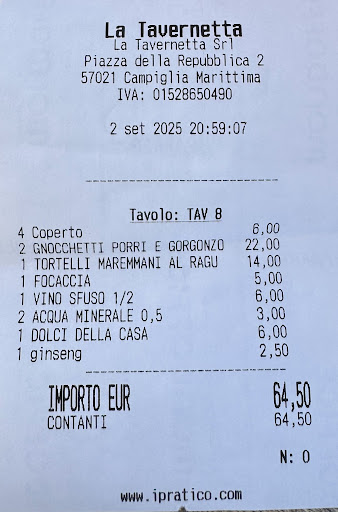 La Tavernetta
La Tavernetta Srl
Piazza della Repubblica 2
57021 Campiglia Marittima
IVA: 01528650490
2 set 2025 20:59:07
Tavolo: TAV 8
4 Coperto 6,00
2 GNOCCHETTI PORRI E GORGONZO 22,00
1 TORTELLI MAREMMANI AL RAGU 14,00
1 FOCACCIA 5,00
1 VINO SFUSO 1/2 6,00
2 ACQUA MINERALE 0,5 3,00
1 DOLCI DELLA CASA 6,00
1 ginseng 2,50
IMPORTO EUR 64,50
CONTANTI 64,50
N: 0
www.ipratico.com